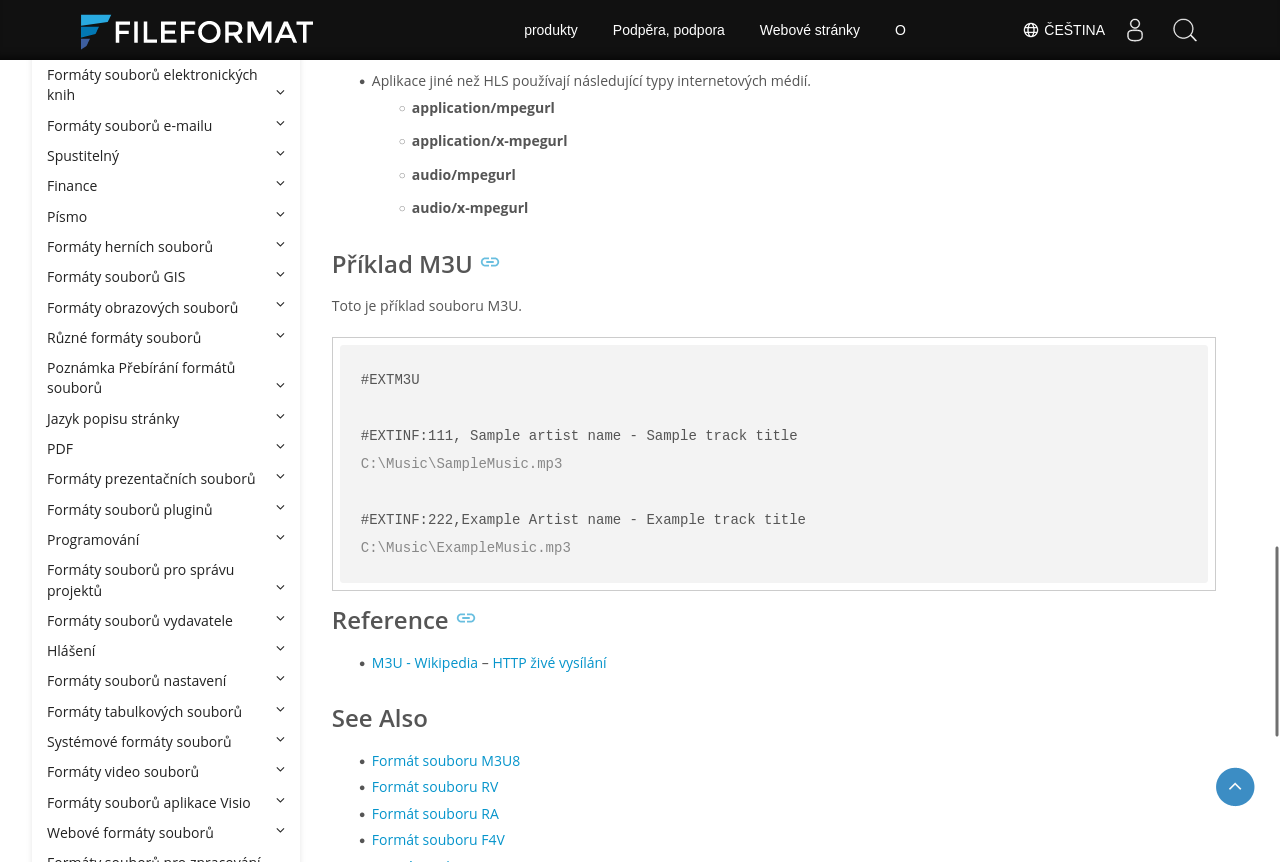 FILEFORMAT
produkty
Podpěra, podpora
Webové stránky
O
ČEŠTINA
Formáty souborů elektronických
knih
Formáty souborů e-mailu
Spustitelný
Finance
Písmo
Formáty herních souborů
Formáty souborů GIS
Formáty obrazových souborů
Různé formáty souborů
Poznámka Přebírání formátů
souborů
Jazyk popisu stránky
PDF
Formáty prezentačních souborů
Formáty souborů pluginů
Programování
Formáty souborů pro správu
projektů
Formáty souborů vydavatele
Hlášení
Formáty souborů nastavení
Formáty tabulkových souborů
Systémové formáty souborů
Formáty video souborů
Formáty souborů aplikace Visio
Webové formáty souborů
Formáty souborů pro zpracování
Aplikace jiné než HLS používají následující typy internetových médií.
application/mpegurl
application/x-mpegurl
audio/mpegurl
audio/x-mpegurl
Příklad M3U
Toto je příklad souboru M3U.
#EXTM3U
#EXTINF:111, Sample artist name - Sample track title
C:\Music\SampleMusic.mp3
#EXTINF:222,Example Artist name - Example track title
C:\Music\ExampleMusic.mp3
Reference
M3U - Wikipedia – HTTP živé vysílání
See Also
Formát souboru M3U8
Formát souboru RV
Formát souboru RA
Formát souboru F4V